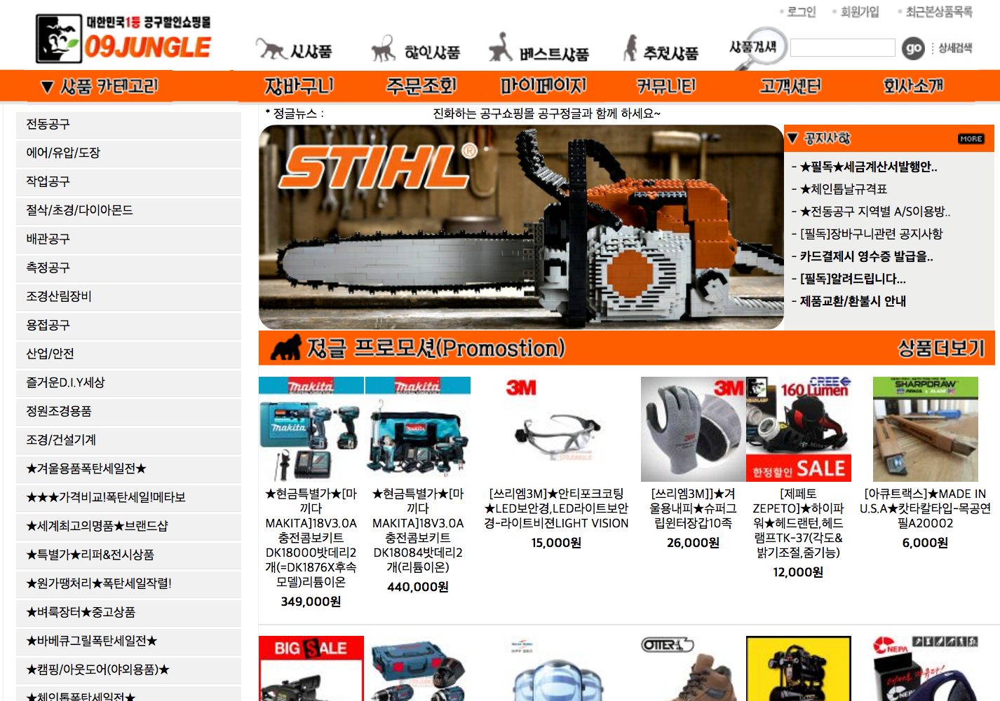 로그인 회원가입 최근본상품목록
대한민국1등 공구할인쇼핑몰
09JUNGLE
신상품 할인상품 베스트상품 추천상품 상품검색 go 상세검색
▼ 상품 카테고리 장바구니 주문조회 마이페이지 커뮤니티 고객센터 회사소개
* 정글뉴스 : 진화하는 공구쇼핑몰 공구정글과 함께 하세요~
전동공구
에어/유압/도장
작업공구
절삭/초경/다이아몬드
배관공구
측정공구
조경산림장비
용접공구
산업/안전
즐거운D.I.Y세상
정원조경용품
조경/건설기계
★겨울용품폭탄세일전★
★★★가격비교!폭탄세일!메타보
★세계최고의명품★브랜드샵
★특별가★리퍼&전시상품
★원가땡처리★폭탄세일작렬!
★벼룩장터★중고상품
★바베큐그릴폭탄세일전★
★캠핑/아웃도어(야외용품)★
★체인톱폭탄세일전★
STIHL®
▼ 공지사항 MORE
- ★필독★세금계산서발행안..
- ★체인톱날규격표
- ★전동공구 지역별 A/S이용방..
- [필독]장바구니관련 공지사항
- 카드결제시 영수증 발급을..
- [필독]알려드립니다...
- 제품교환/환불시 안내
정글 프로모션(Promostion) 상품더보기
makita
makita
★현금특별가★[마
끼다
MAKITA]18V3.0A
충전콤보키트
DK18000밧데리2
개(=DK1876X후속
모델)리튬이온
349,000원
makita
★현금특별가★[마
끼다
MAKITA]18V3.0A
충전콤보키트
DK18084밧데리2
개(리튬이온)
440,000원
3M
09JUNGLE
[쓰리엠3M]★안티포크코팅
★LED보안경,LED라이트보안
경-라이트비젼LIGHT VISION
15,000원
3M
3M
[쓰리엠3M]]★겨
울용내피★슈퍼그
립윈터장갑10족
26,000원
CREE
160 Lumen
한정할인 SALE
[제페토
ZEPETO]★하이파
워★헤드랜턴,헤드
램프TK-37(각도&
밝기조절,줌기능)
12,000원
SHARPDRAW
[아큐트랙스]★MADE IN
U.S.A★캇타칼타입-목공연
필A20002
6,000원
BIG SALE
09JUNGLE
OTTER
NEPA